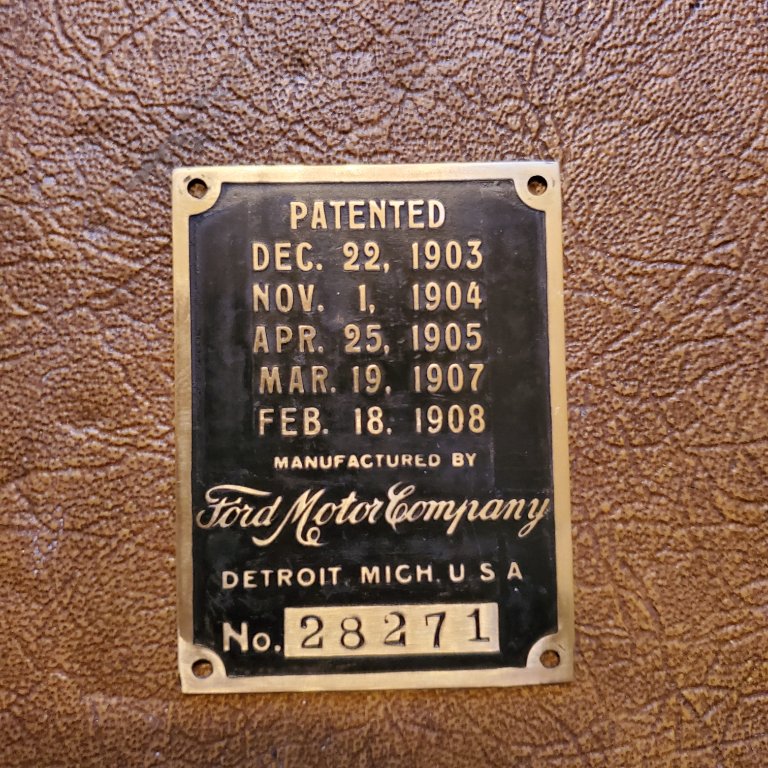 PATENTED
DEC. 22, 1903
NOV. 1, 1904
APR. 25, 1905
MAR. 19, 1907
FEB. 18, 1908
MANUFACTURED BY
Ford Motor Company
DETROIT, MICH. U S A
No. 28271